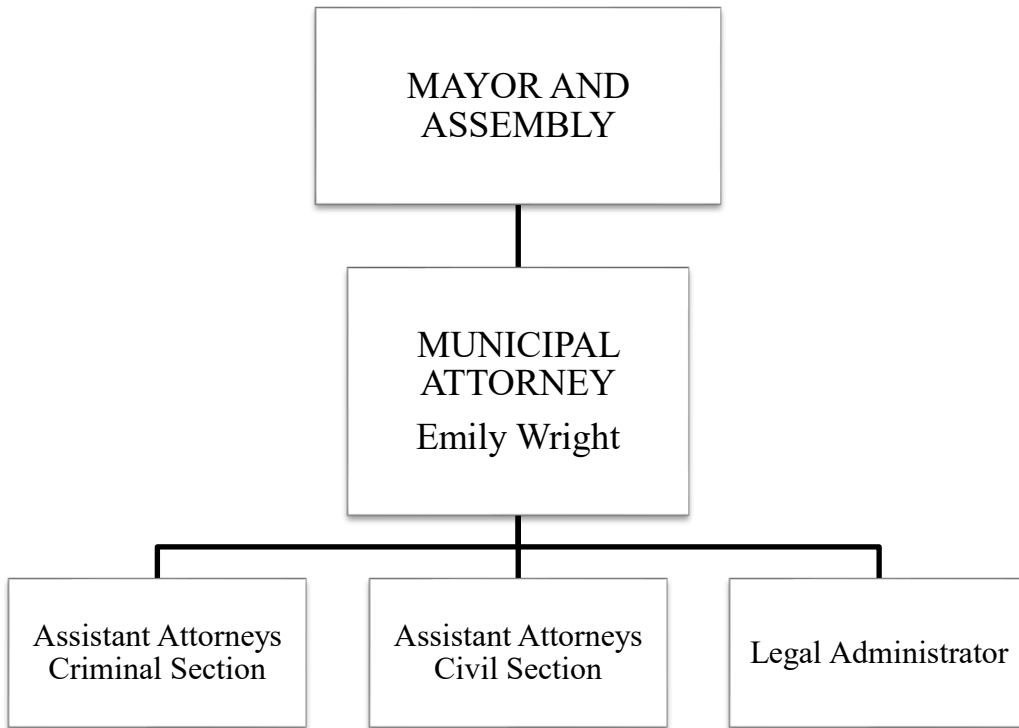 MAYOR AND
ASSEMBLY
MUNICIPAL
ATTORNEY
Emily Wright
Assistant Attorneys
Criminal Section
Assistant Attorneys
Civil Section
Legal Administrator